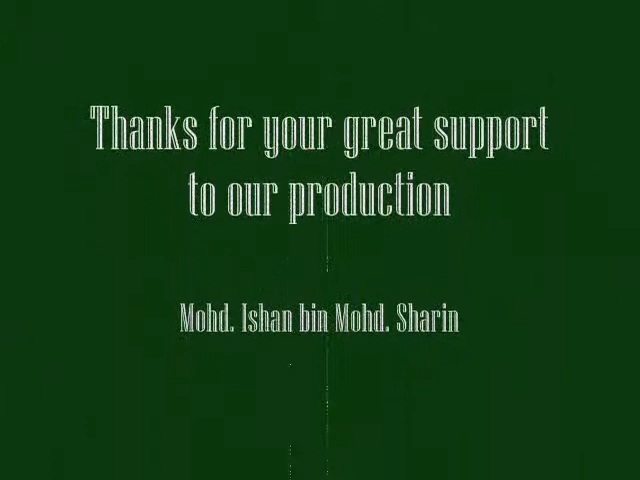 Thanks for your great support
to our production
Mohd. Ishan bin Mohd. Sharin